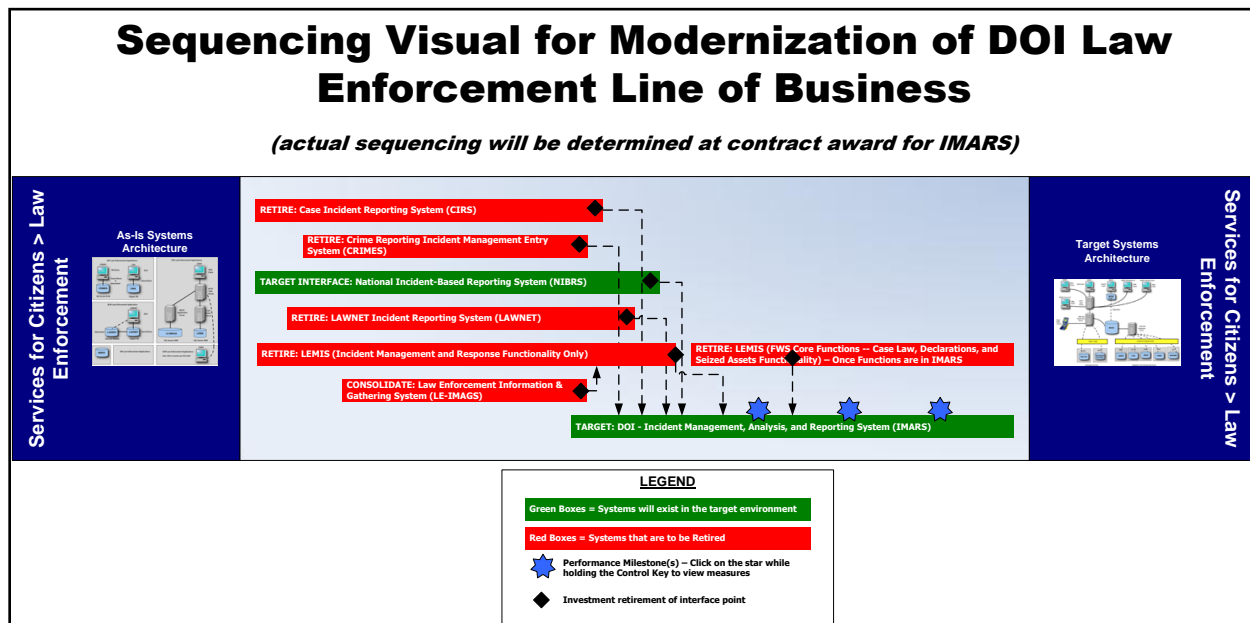 Sequencing Visual for Modernization of DOI Law
Enforcement Line of Business
(actual sequencing will be determined at contract award for IMARS)
Services for Citizens > Law
Enforcement
As-Is Systems
Architecture
RETIRE: Case Incident Reporting System (CIRS)
RETIRE: Crime Reporting Incident Management Entry
System (CRIMES)
TARGET INTERFACE: National Incident-Based Reporting System (NIBRS)
RETIRE: LAWNET Incident Reporting System (LAWNET)
RETIRE: LEMIS (Incident Management and Response Functionality Only)
RETIRE: LEMIS (FWS Core Functions -- Case Law, Declarations, and
Seized Assets Functionality) – Once Functions are in IMARS
CONSOLIDATE: Law Enforcement Information &
Gathering System (LE-IMAGS)
TARGET: DOI - Incident Management, Analysis, and Reporting System (IMARS)
Target Systems
Architecture
Services for Citizens > Law
Enforcement
LEGEND
Green Boxes = Systems will exist in the target environment
Red Boxes = Systems that are to be Retired
Performance Milestone(s) – Click on the star while
holding the Control Key to view measures
Investment retirement of interface point